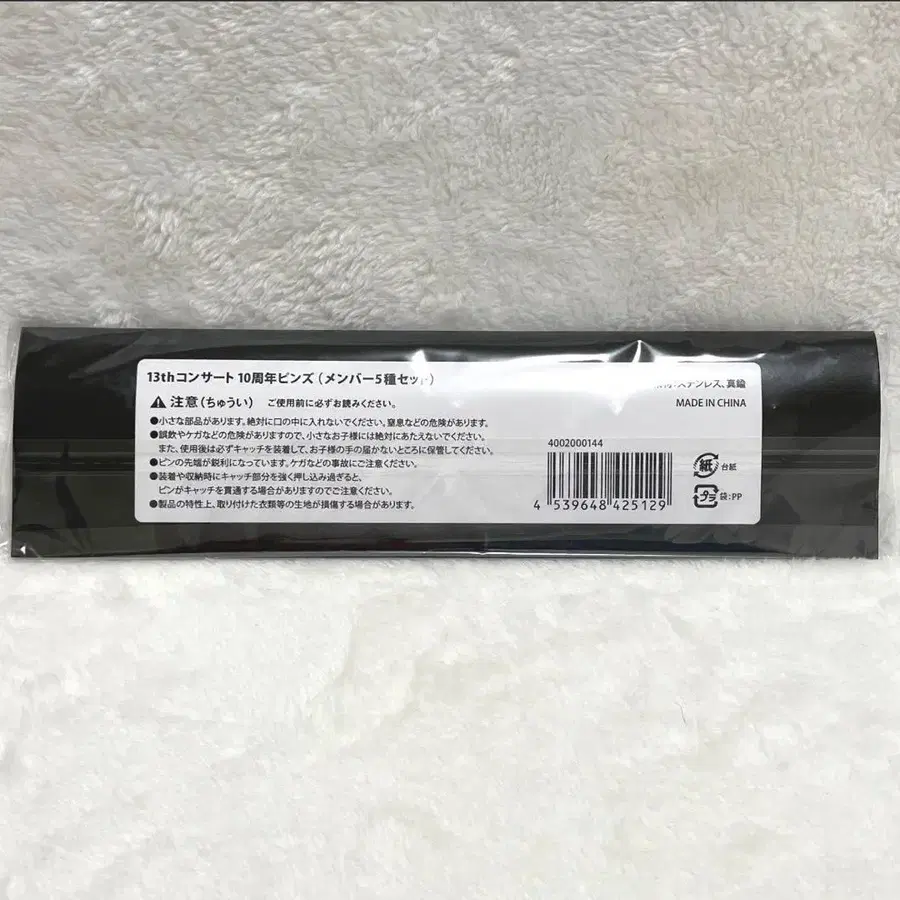 13thコンサート 10周年ピンズ (メンバー5種セット)
注意(ちゅうい) ご使用前に必ずお読みください。
●小さな部品があります。絶対に口の中に入れないでください。窒息などの危険があります。
●誤飲やケガなどの危険がありますので、小さなお子様には絶対にあたえないでください。
また、使用後は必ずキャッチを装着して、お子様の手の届かないところに保管してください。
●ピンの先端が鋭利になっています。ケガなどの事故にご注意ください。
●装着や収納時にキャッチ部分を強く押し込み過ぎると、
ピンがキャッチを貫通する場合がありますのでご注意ください。
●製品の特性上、取り付けた衣類等の生地が損傷する場合があります。
ステンレス、真鍮
MADE IN CHINA
4002000144
4 539648 425129
紙 台紙
プラ 袋:PP